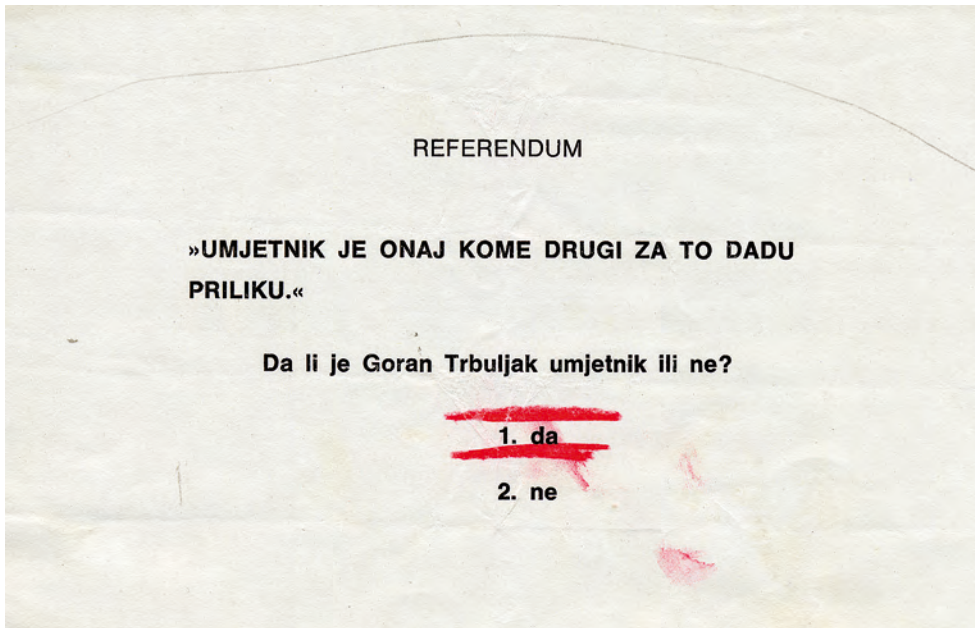 REFERENDUM
»UMJETNIK JE ONAJ KOME DRUGI ZA TO DADU
PRILIKU.«
Da li je Goran Trbuljak umjetnik ili ne?
1. da
2. ne